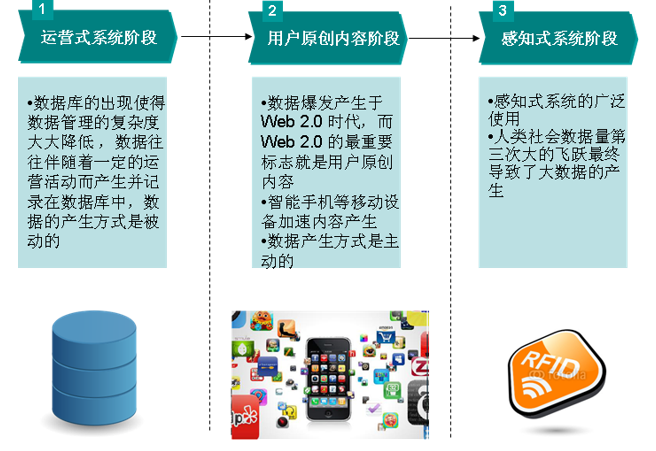 1
运营式系统阶段
2
用户原创内容阶段
3
感知式系统阶段
•数据库的出现使得
数据管理的复杂度
大大降低，数据往
往伴随着一定的运
营活动而产生并记
录在数据库中，数
据的产生方式是被
动的
•数据爆发产生于
Web 2.0 时代，而
Web 2.0 的最重要
标志就是用户原创
内容
•智能手机等移动设
备加速内容产生
•数据产生方式是主
动的
•感知式系统的广泛
使用
•人类社会数据量第
三次大的飞跃最终
导致了大数据的产
生
RFID